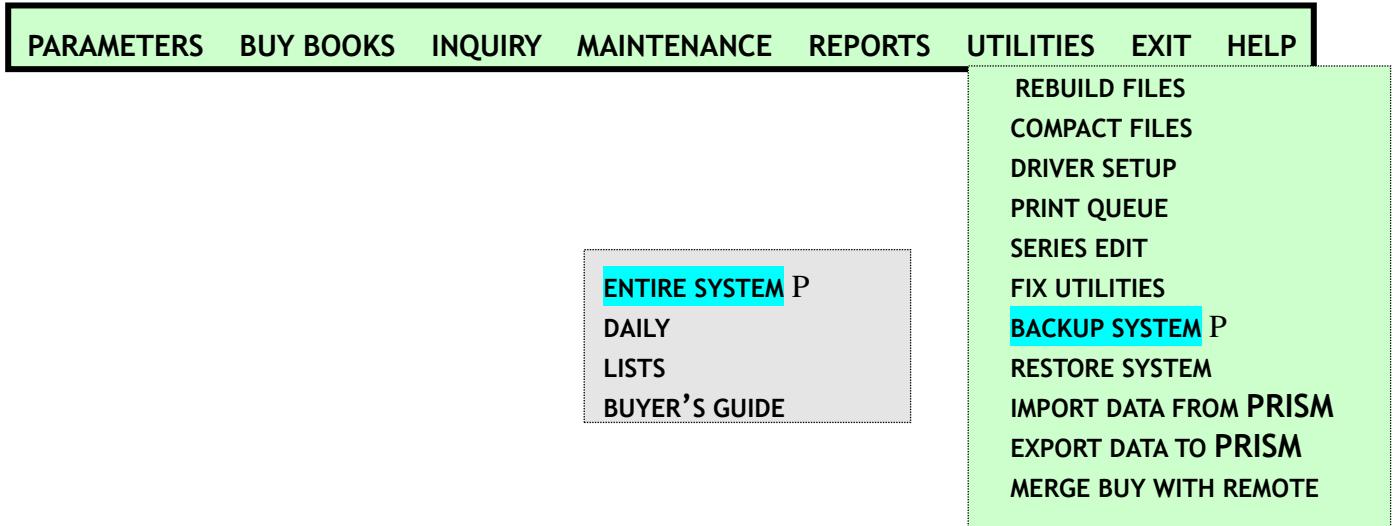 PARAMETERS BUY BOOKS INQUIRY MAINTENANCE REPORTS UTILITIES EXIT HELP
REBUILD FILES
COMPACT FILES
DRIVER SETUP
PRINT QUEUE
SERIES EDIT
FIX UTILITIES
BACKUP SYSTEM P
RESTORE SYSTEM
IMPORT DATA FROM PRISM
EXPORT DATA TO PRISM
MERGE BUY WITH REMOTE
ENTIRE SYSTEM P
DAILY
LISTS
BUYER’S GUIDE